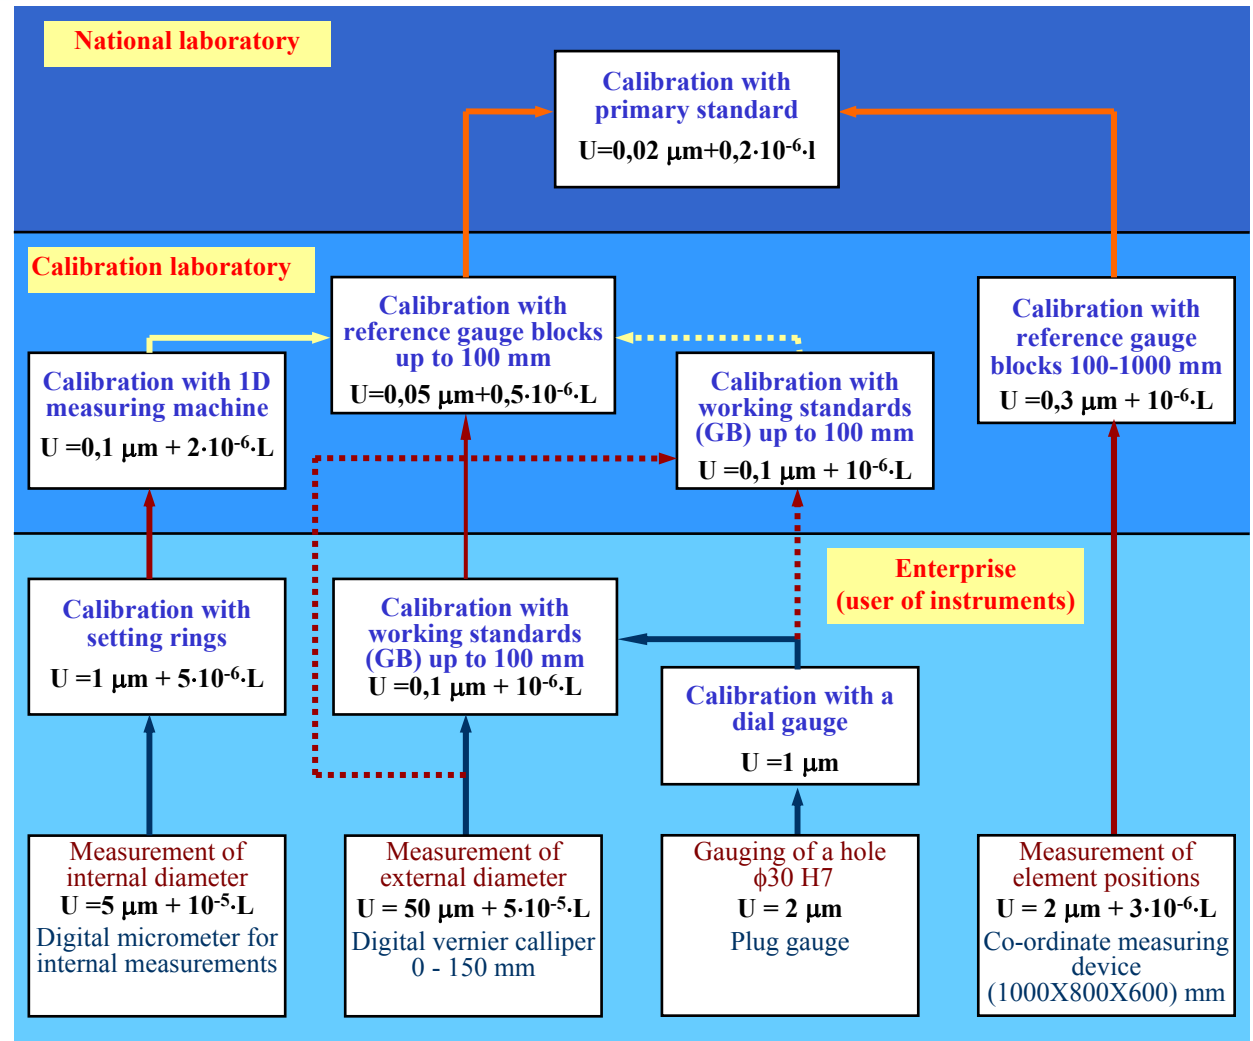 National laboratory
Calibration with
primary standard
U=0,02 μm+0,2·10⁻⁶·l
Calibration laboratory
Calibration with 1D
measuring machine
U =0,1 μm + 2·10⁻⁶·L
Calibration with
reference gauge blocks
up to 100 mm
U=0,05 μm+0,5·10⁻⁶·L
Calibration with
working standards
(GB) up to 100 mm
U =0,1 μm + 10⁻⁶·L
Calibration with
reference gauge
blocks 100-1000 mm
U =0,3 μm + 10⁻⁶·L
Enterprise
(user of instruments)
Calibration with
setting rings
U =1 μm + 5·10⁻⁶·L
Calibration with
working standards
(GB) up to 100 mm
U =0,1 μm + 10⁻⁶·L
Calibration with a
dial gauge
U =1 μm
Measurement of
internal diameter
U =5 μm + 10⁻⁵·L
Digital micrometer for
internal measurements
Measurement of
external diameter
U = 50 μm + 5·10⁻⁵·L
Digital vernier calliper
0 - 150 mm
Gauging of a hole
ϕ30 H7
U = 2 μm
Plug gauge
Measurement of
element positions
U = 2 μm + 3·10⁻⁶·L
Co-ordinate measuring
device
(1000X800X600) mm